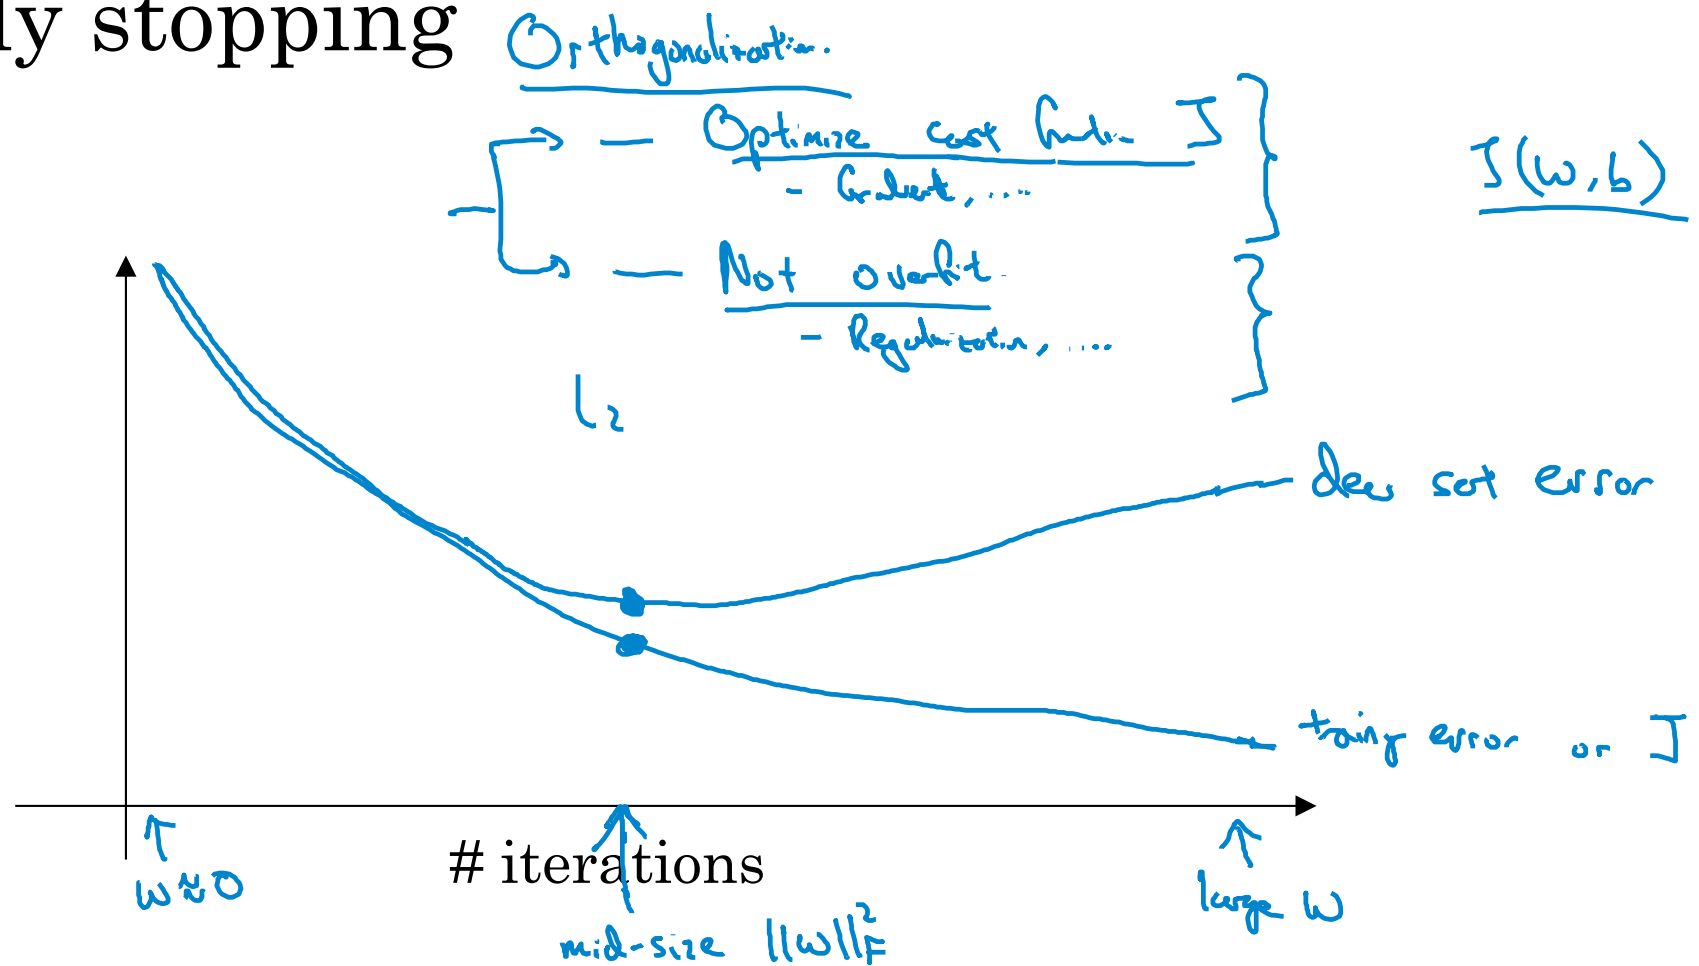 ly stopping
Orthogonalization.
— Optimize cost function J
- Gradient, ....
J(w,b)
— Not overfit
- Regularization, ....
L2
dev set error
training error or J
# iterations
w≈0
large w
mid-size ||w||²F